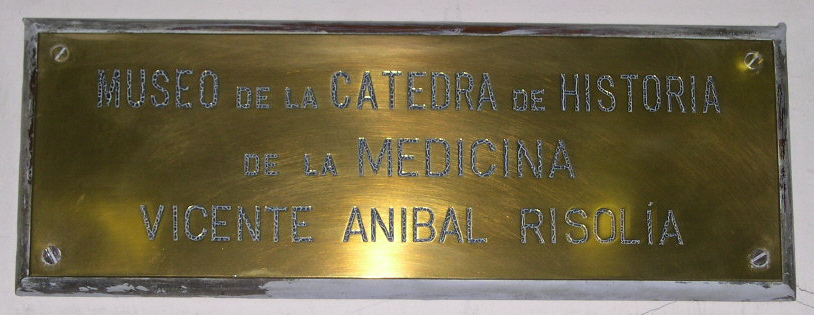 MUSEO DE LA CATEDRA DE HISTORIA
DE LA MEDICINA
VICENTE ANIBAL RISOLÍA